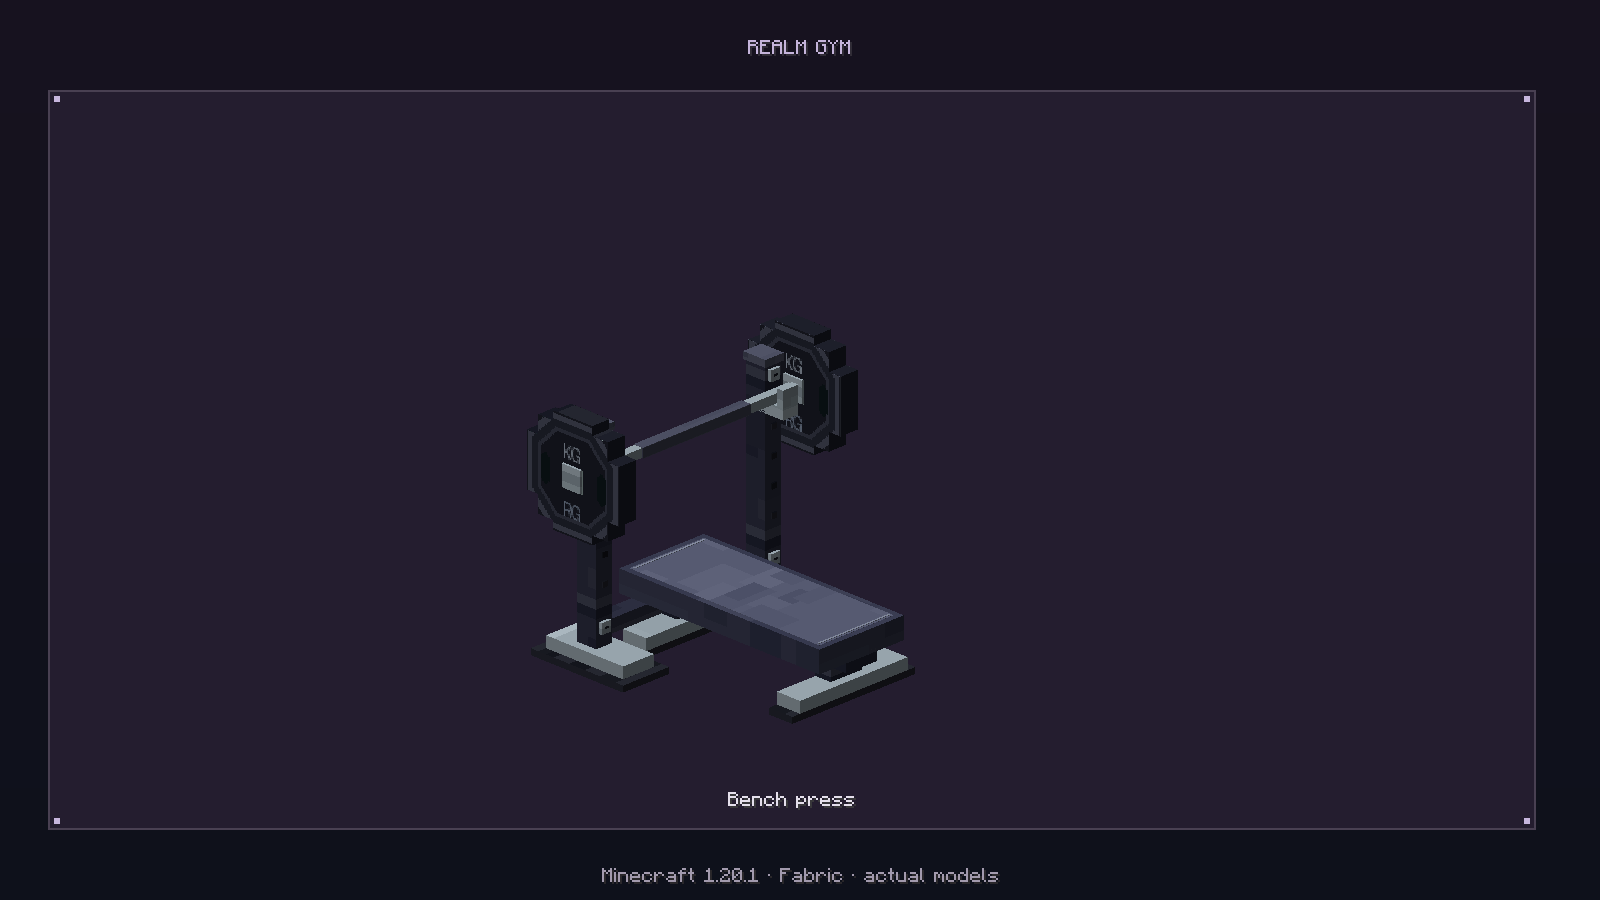 REALM GYM
KG
RG
KG
RG
Bench press
Minecraft 1.20.1 · Fabric · actual models